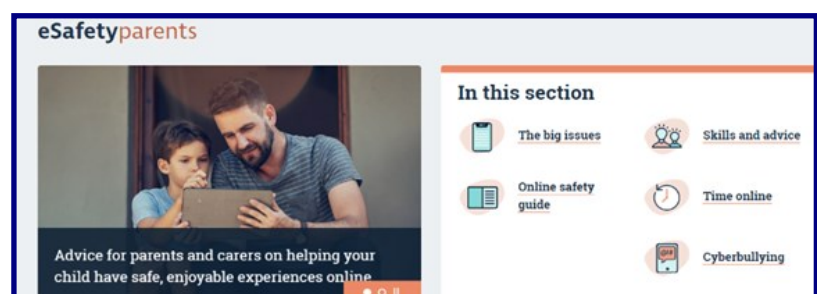 eSafetyparents
Advice for parents and carers on helping your
child have safe, enjoyable experiences online
In this section
The big issues
Skills and advice
Online safety
guide
Time online
Cyberbullying